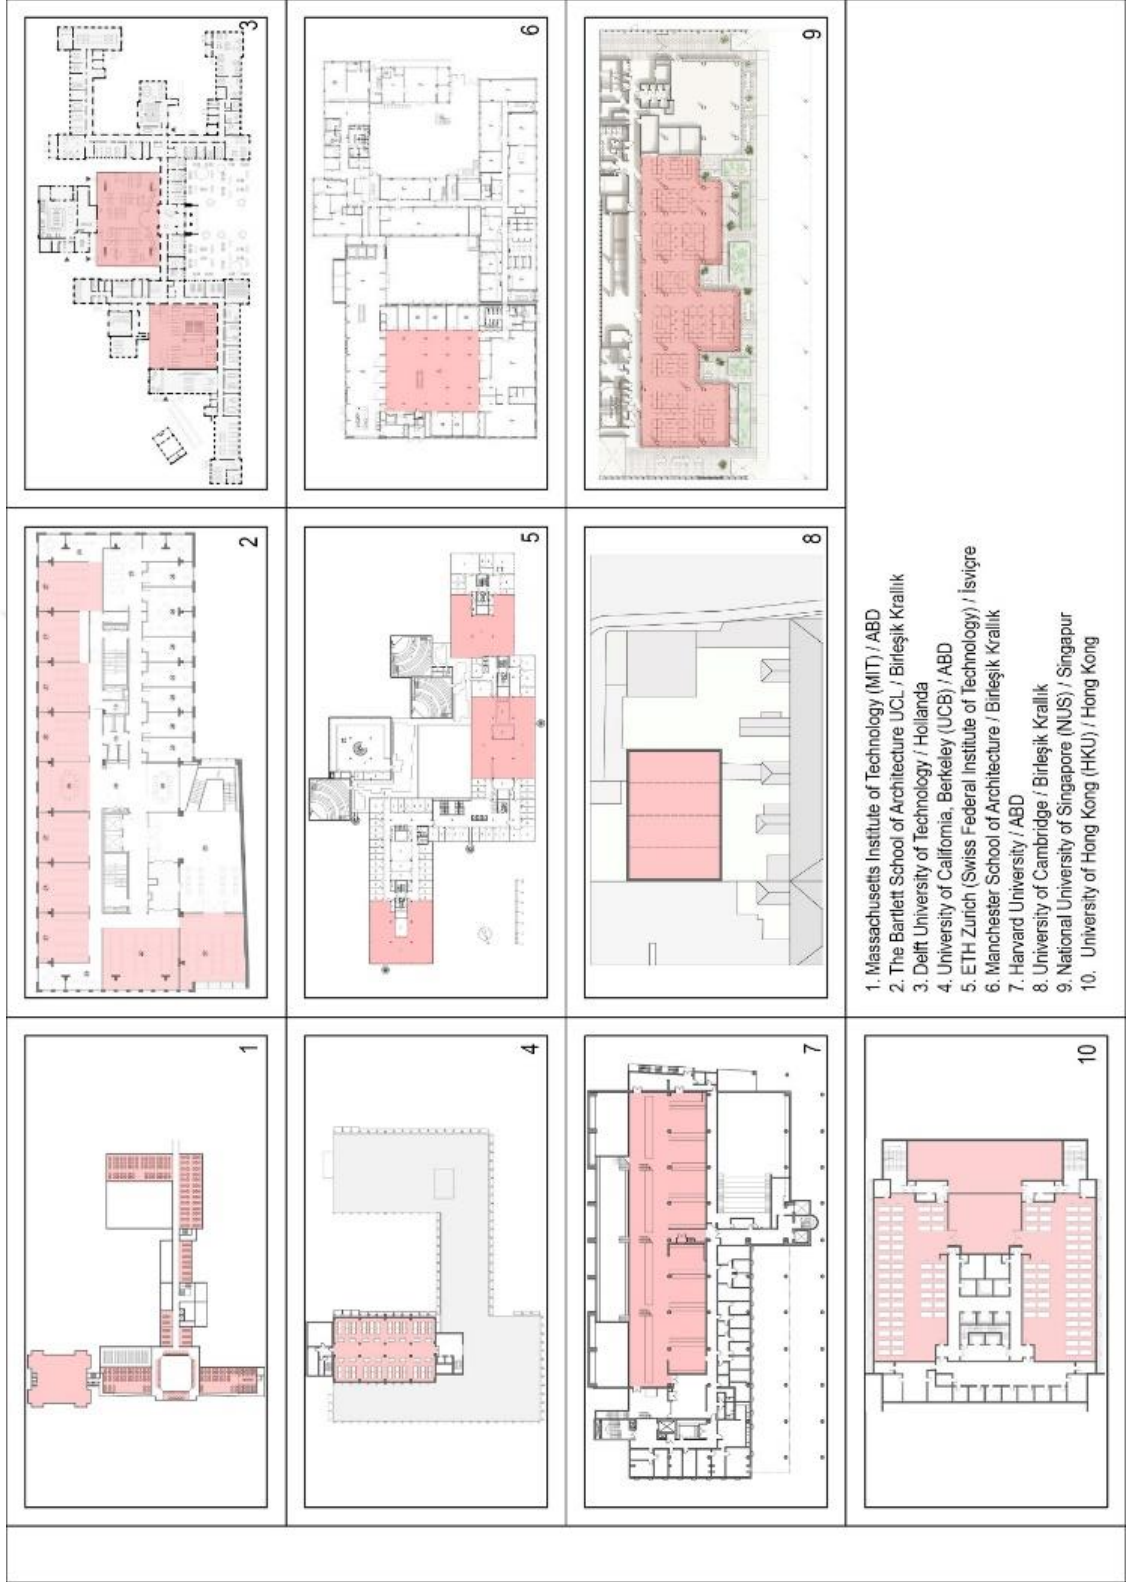 1
2
3
4
5
6
7
8
9
10
1. Massachusetts Institute of Technology (MIT) / ABD
2. The Bartlett School of Architecture UCL / Birleşik Krallık
3. Delft University of Technology / Hollanda
4. University of California, Berkeley (UCB) / ABD
5. ETH Zurich (Swiss Federal Institute of Technology) / İsviçre
6. Manchester School of Architecture / Birleşik Krallık
7. Harvard University / ABD
8. University of Cambridge / Birleşik Krallık
9. National University of Singapore (NUS) / Singapur
10. University of Hong Kong (HKU) / Hong Kong